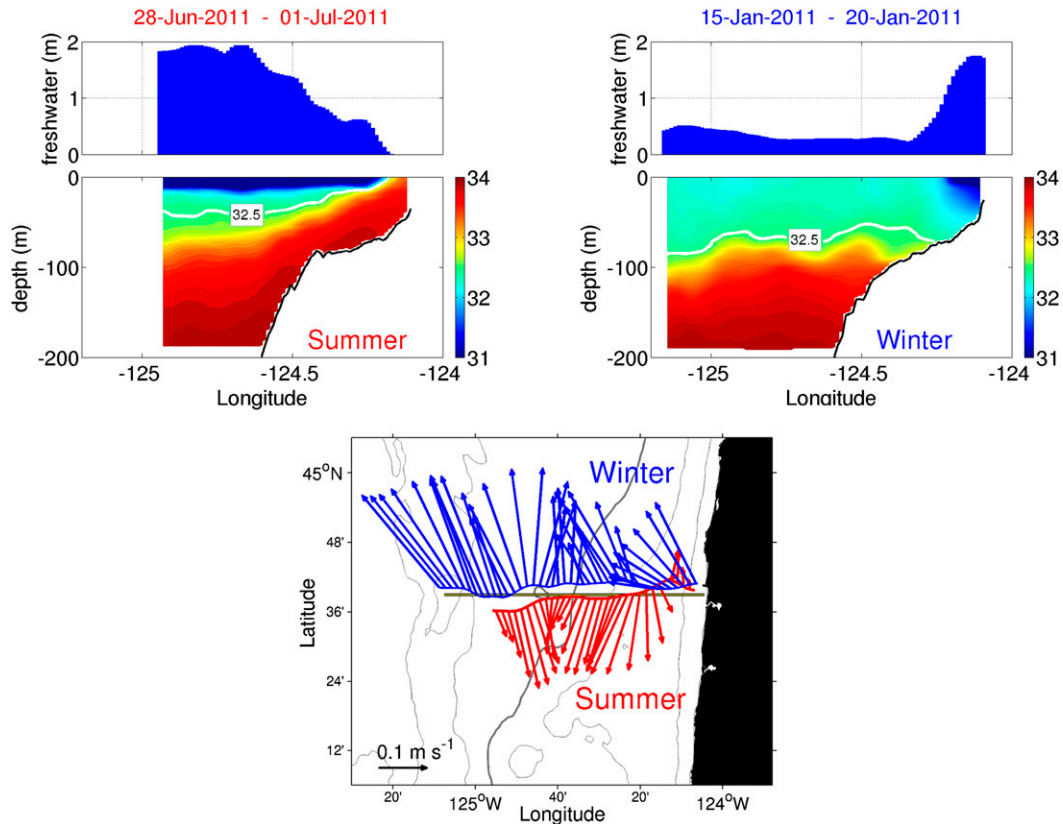 28-Jun-2011 - 01-Jul-2011
15-Jan-2011 - 20-Jan-2011
freshwater (m)
2
1
0
freshwater (m)
2
1
0
depth (m)
0
-100
-200
32.5
Summer
34
33
32
31
-125
-124.5
-124
Longitude
depth (m)
0
-100
-200
32.5
Winter
34
33
32
31
-125
-124.5
-124
Longitude
Latitude
45°N
48'
36'
24'
12'
Winter
Summer
0.1 m s⁻¹
20'
125°W
40'
20'
124°W
Longitude